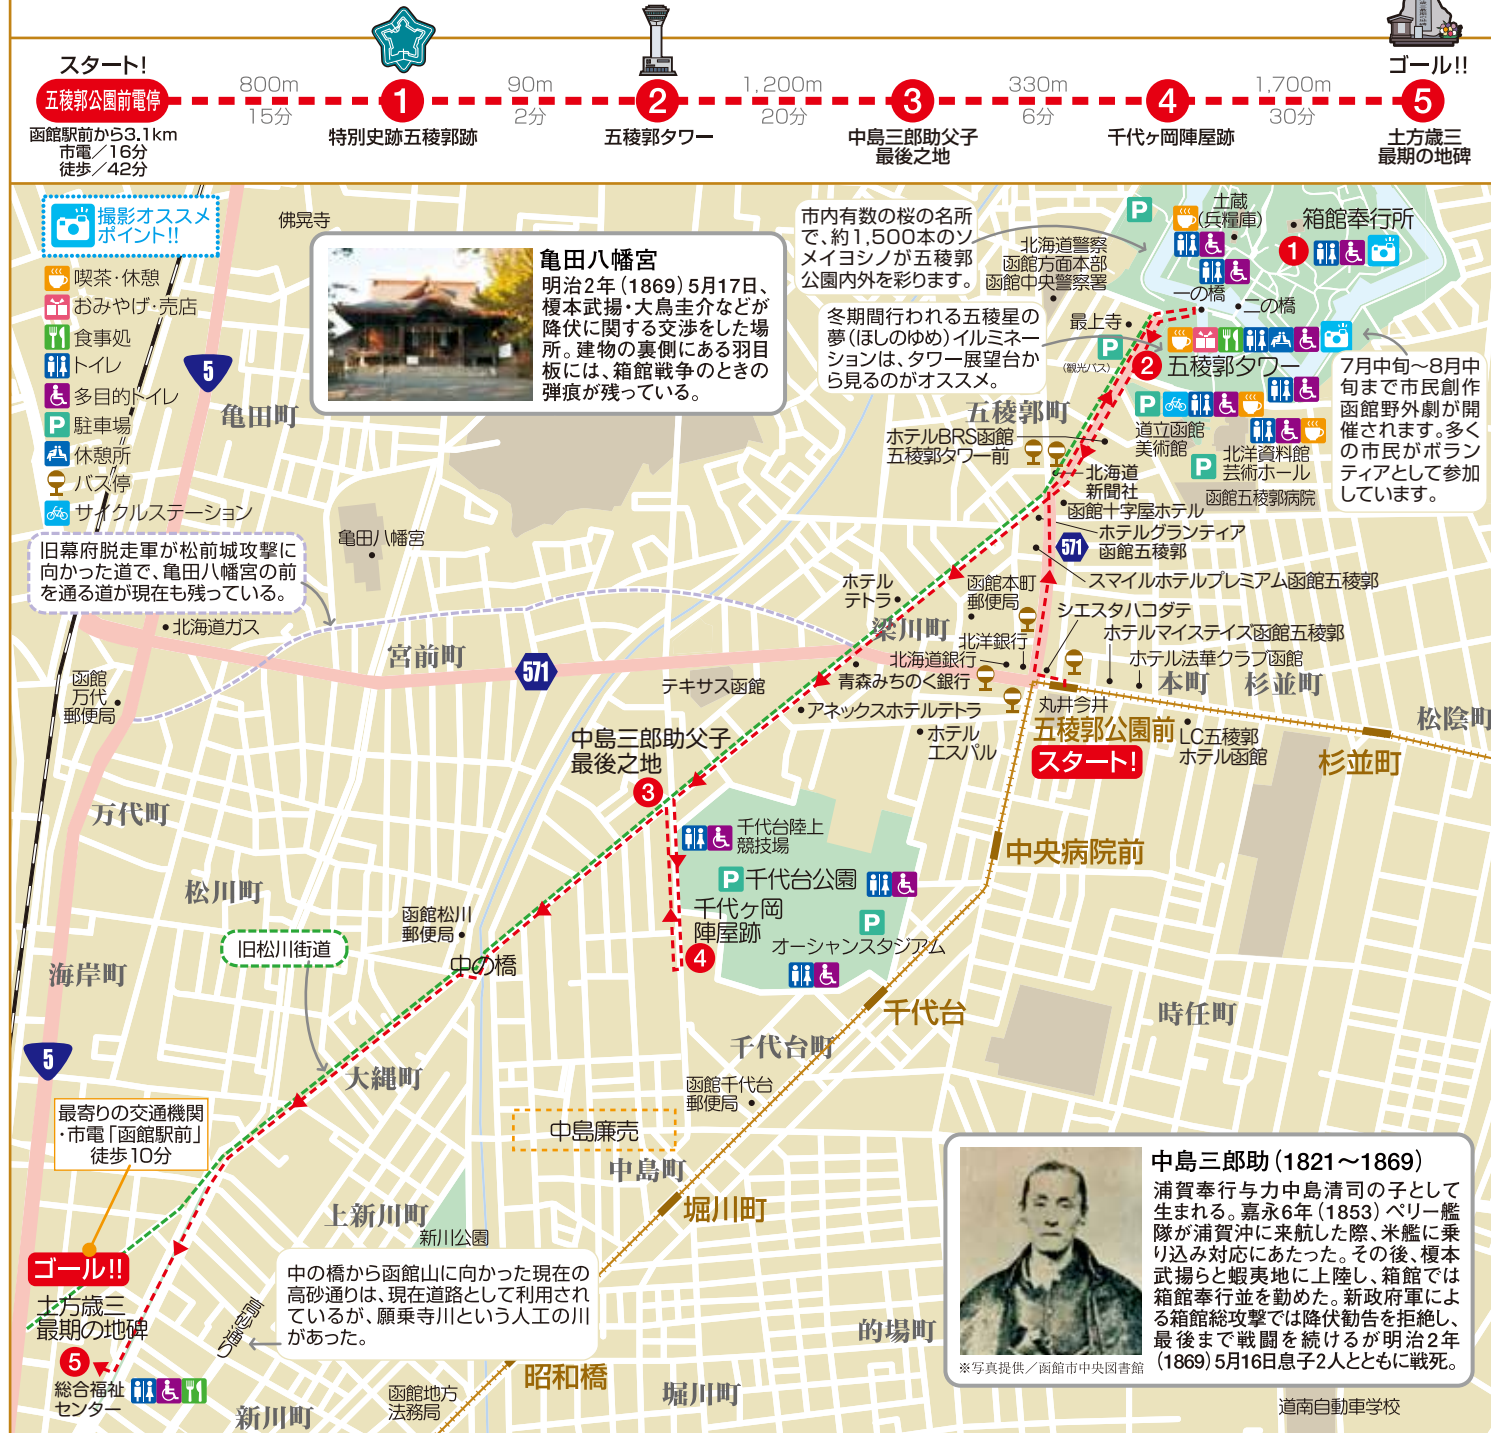 スタート!
五稜郭公園前電停
函館駅前から3.1km
市電／16分
徒歩／42分
800m
15分
1
特別史跡五稜郭跡
90m
2分
2
五稜郭タワー
1,200m
20分
3
中島三郎助父子
最後之地
330m
6分
4
千代ヶ岡陣屋跡
1,700m
30分
ゴール!!
5
土方歳三
最期の地碑
撮影オススメ
ポイント!!
喫茶・休憩
おみやげ・売店
食事処
トイレ
多目的トイレ
P
駐車場
休憩所
バス停
サイクルステーション
佛晃寺
5
亀田町
亀田八幡宮
明治2年（1869）5月17日、
榎本武揚・大鳥圭介などが
降伏に関する交渉をした場
所。建物の裏側にある羽目
板には、箱館戦争のときの
弾痕が残っている。
市内有数の桜の名所
で、約1,500本のソ
メイヨシノが五稜郭
公園内外を彩ります。
冬期間行われる五稜星の
夢（ほしのゆめ）イルミネー
ションは、タワー展望台か
ら見るのがオススメ。
北海道警察
函館方面本部
函館中央警察署
P
土蔵
（兵糧庫）
箱館奉行所
1
一の橋
二の橋
最上寺
P
（観光バス）
2
五稜郭タワー
7月中旬〜8月中
旬まで市民創作
函館野外劇が開
催されます。多く
の市民がボラン
ティアとして参加
しています。
五稜郭町
P
道立函館
美術館
ホテルBRS函館
五稜郭タワー前
P
北洋資料館
芸術ホール
函館五稜郭病院
北海道
新聞社
函館十字屋ホテル
ホテルグランティア
函館五稜郭
571
スマイルホテルプレミアム函館五稜郭
亀田八幡宮
旧幕府脱走軍が松前城攻撃に
向かった道で、亀田八幡宮の前
を通る道が現在も残っている。
北海道ガス
ホテル
テトラ
函館本町
郵便局
シエスタハコダテ
梁川町
北洋銀行
ホテルマイステイズ函館五稜郭
宮前町
571
北海道銀行
ホテル法華クラブ函館
青森みちのく銀行
本町
杉並町
函館
万代
郵便局
テキサス函館
アネックスホテルテトラ
丸井今井
松陰町
ホテル
エスパル
五稜郭公園前
スタート!
LC五稜郭
ホテル函館
杉並町
中島三郎助父子
最後之地
3
万代町
千代台陸上
競技場
中央病院前
P
千代台公園
松川町
函館松川
郵便局
千代ヶ岡
陣屋跡
4
P
オーシャンスタジアム
旧松川街道
中の橋
海岸町
千代台
時任町
千代台町
5
大縄町
函館千代台
郵便局
最寄りの交通機関
・市電「函館駅前」
徒歩10分
中島廉売
中島町
堀川町
上新川町
新川公園
ゴール!!
土方歳三
最期の地碑
5
総合福祉
センター
中の橋から函館山に向かった現在の
高砂通りは、現在道路として利用され
ているが、願乗寺川という人工の川
があった。
高砂通り
新川町
昭和橋
函館地方
法務局
堀川町
的場町
中島三郎助（1821〜1869）
浦賀奉行与力中島清司の子として
生まれる。嘉永6年（1853）ペリー艦
隊が浦賀沖に来航した際、米艦に乗
り込み対応にあたった。その後、榎本
武揚らと蝦夷地に上陸し、箱館では
箱館奉行並を勤めた。新政府軍によ
る箱館総攻撃では降伏勧告を拒絶し、
最後まで戦闘を続けるが明治2年
（1869）5月16日息子2人とともに戦死。
※写真提供／函館市中央図書館
道南自動車学校